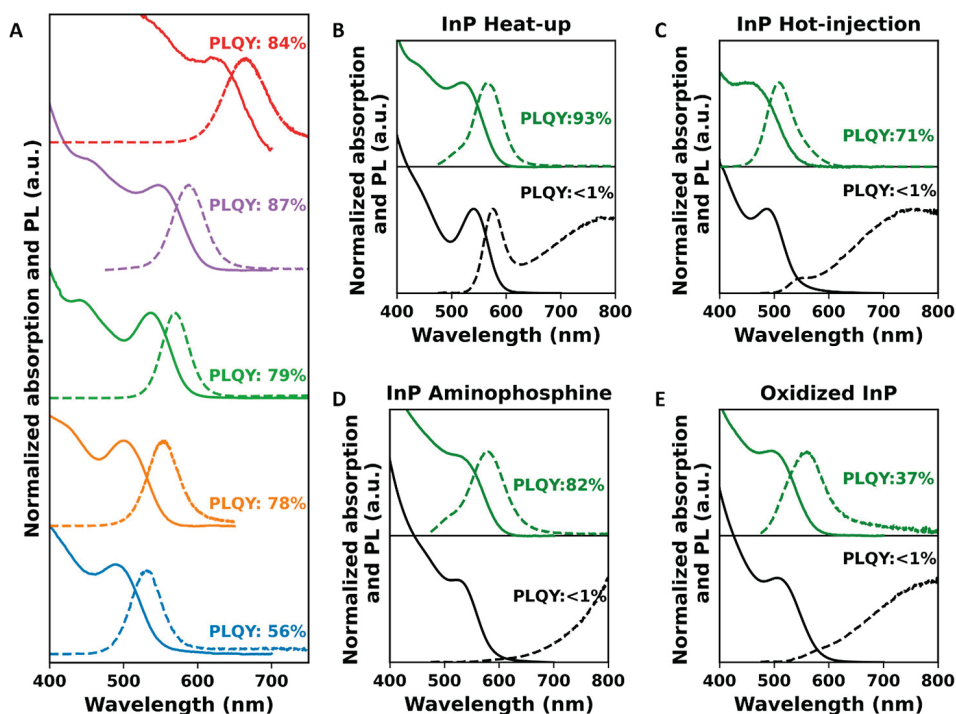 A
PLQY: 84%
PLQY: 87%
PLQY: 79%
PLQY: 78%
PLQY: 56%
Normalized absorption and PL (a.u.)
400 500 600 700
Wavelength (nm)
B
InP Heat-up
PLQY:93%
PLQY:<1%
Normalized absorption
and PL (a.u.)
400 500 600 700 800
Wavelength (nm)
C
InP Hot-injection
PLQY:71%
PLQY:<1%
Normalized absorption
and PL (a.u.)
400 500 600 700 800
Wavelength (nm)
D
InP Aminophosphine
PLQY:82%
PLQY:<1%
Normalized absorption
and PL (a.u.)
400 500 600 700 800
Wavelength (nm)
E
Oxidized InP
PLQY:37%
PLQY:<1%
Normalized absorption
and PL (a.u.)
400 500 600 700 800
Wavelength (nm)